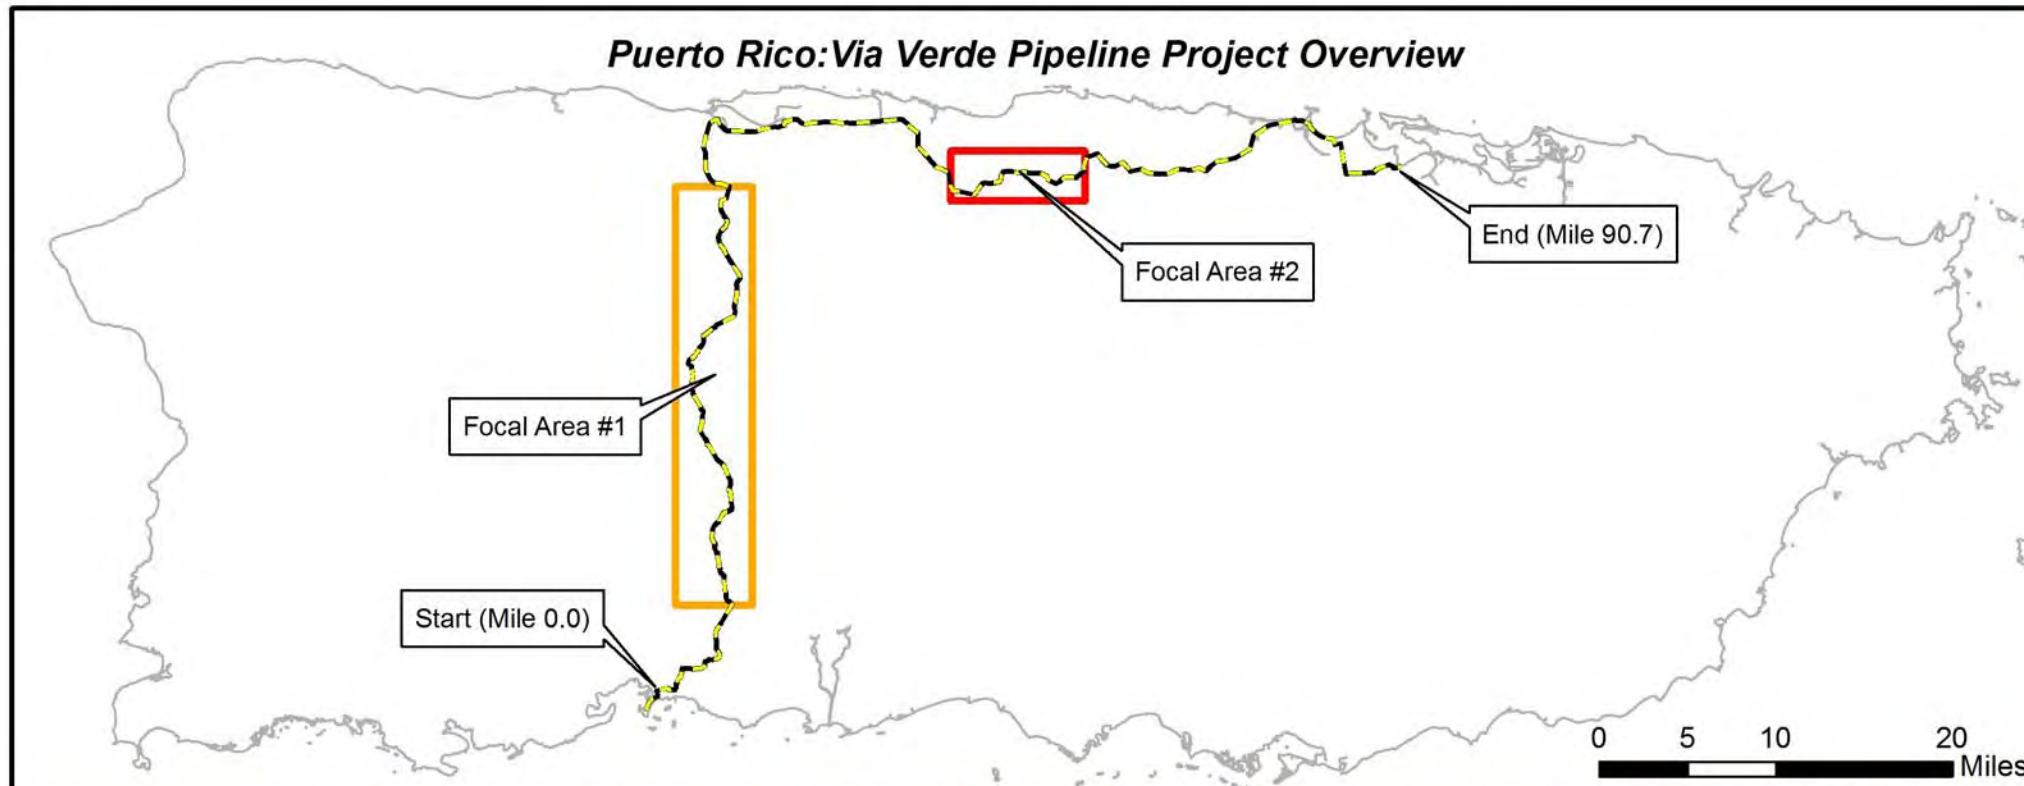 Puerto Rico:Via Verde Pipeline Project Overview
End (Mile 90.7)
Focal Area #2
Focal Area #1
Start (Mile 0.0)
0 5 10 20
Miles